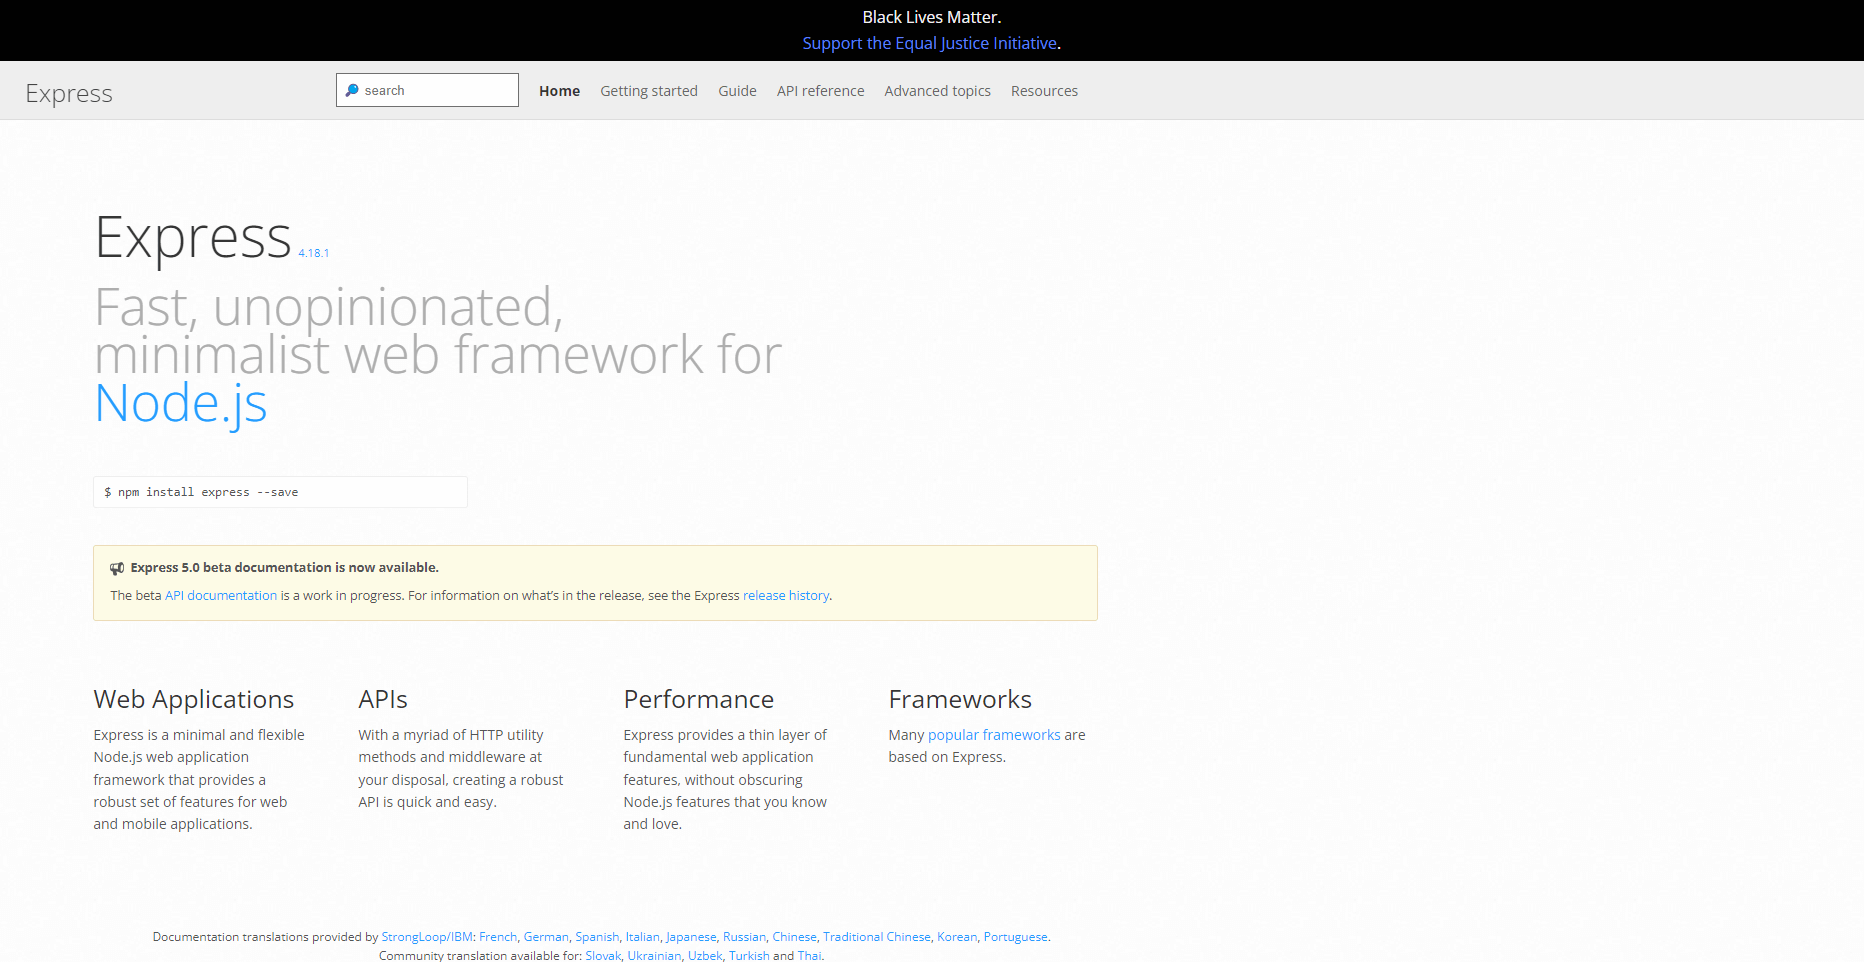 Black Lives Matter.
Support the Equal Justice Initiative.
Express
search
Home Getting started Guide API reference Advanced topics Resources
Express 4.18.1
Fast, unopinionated,
minimalist web framework for
Node.js
$ npm install express --save
Express 5.0 beta documentation is now available.
The beta API documentation is a work in progress. For information on what’s in the release, see the Express release history.
Web Applications
Express is a minimal and flexible
Node.js web application
framework that provides a
robust set of features for web
and mobile applications.
APIs
With a myriad of HTTP utility
methods and middleware at
your disposal, creating a robust
API is quick and easy.
Performance
Express provides a thin layer of
fundamental web application
features, without obscuring
Node.js features that you know
and love.
Frameworks
Many popular frameworks are
based on Express.
Documentation translations provided by StrongLoop/IBM: French, German, Spanish, Italian, Japanese, Russian, Chinese, Traditional Chinese, Korean, Portuguese.
Community translation available for: Slovak, Ukrainian, Uzbek, Turkish and Thai.